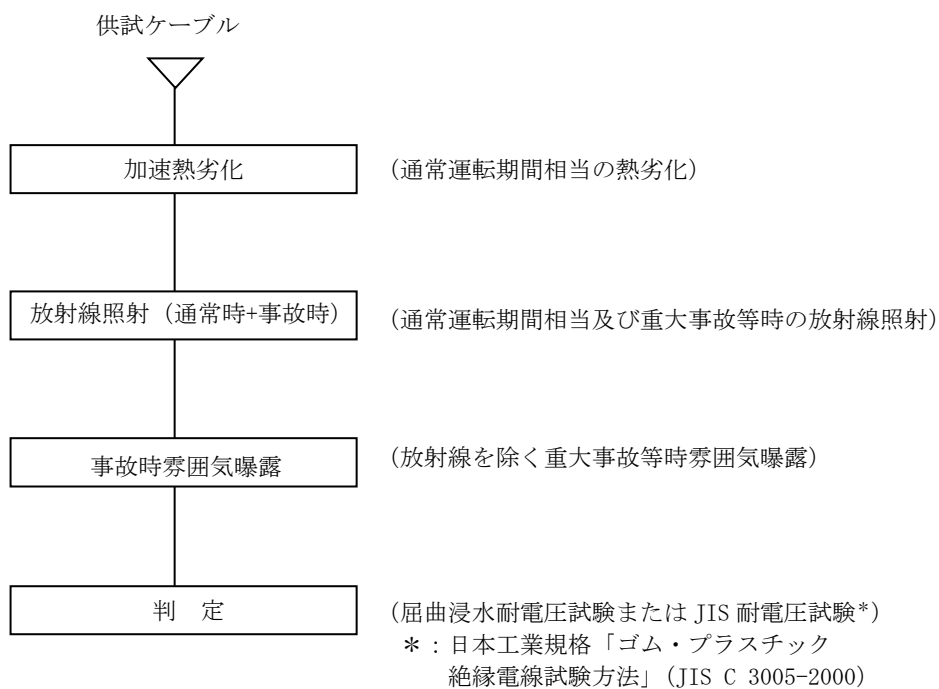 供試ケーブル
加速熱劣化 (通常運転期間相当の熱劣化)
放射線照射（通常時+事故時） (通常運転期間相当及び重大事故等時の放射線照射)
事故時雰囲気曝露 (放射線を除く重大事故等時雰囲気曝露)
判　定 (屈曲浸水耐電圧試験または JIS 耐電圧試験*)
＊：日本工業規格「ゴム・プラスチック
絶縁電線試験方法」(JIS C 3005-2000)